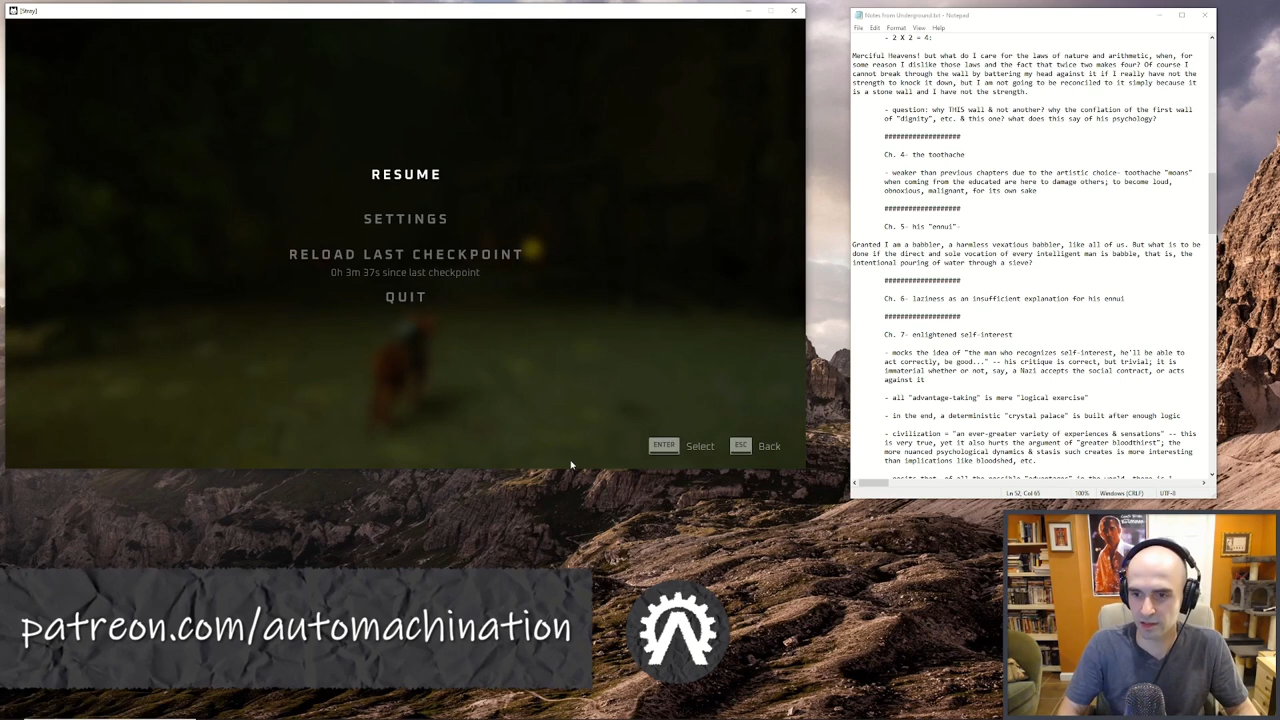 [Stray]
RESUME
SETTINGS
RELOAD LAST CHECKPOINT
0h 3m 37s since last checkpoint
QUIT
ENTER Select ESC Back
Notes from Underground.txt - Notepad
File Edit Format View Help
- 2 X 2 = 4:
Merciful Heavens! but what do I care for the laws of nature and arithmetic, when, for
some reason I dislike those laws and the fact that twice two makes four? Of course I
cannot break through the wall by battering my head against it if I really have not the
strength to knock it down, but I am not going to be reconciled to it simply because it
is a stone wall and I have not the strength.
- question: why THIS wall & not another? why the conflation of the first wall
of "dignity", etc. & this one? what does this say of his psychology?
##################
Ch. 4- the toothache
- weaker than previous chapters due to the artistic choice- toothache "moans"
when coming from the educated are here to damage others; to become loud,
obnoxious, malignant, for its own sake
##################
Ch. 5- his "ennui"-
Granted I am a babbler, a harmless vexatious babbler, like all of us. But what is to be
done if the direct and sole vocation of every intelligent man is babble, that is, the
intentional pouring of water through a sieve?
##################
Ch. 6- laziness as an insufficient explanation for his ennui
##################
Ch. 7- enlightened self-interest
- mocks the idea of "the man who recognizes self-interest, he'll be able to
act correctly, be good..." -- his critique is correct, but trivial; it is
immaterial whether or not, say, a Nazi accepts the social contract, or acts
against it
- all "advantage-taking" is mere "logical exercise"
- in the end, a deterministic "crystal palace" is built after enough logic
- civilization = "an ever-greater variety of experiences & sensations" -- this
is very true, yet it also hurts the argument of "greater bloodthirst"; the
more nuanced psychological dynamics & stasis such creates is more interesting
than implications like bloodshed, etc.
Ln 52, Col 65 100% Windows (CRLF) UTF-8
patreon.com/automachination